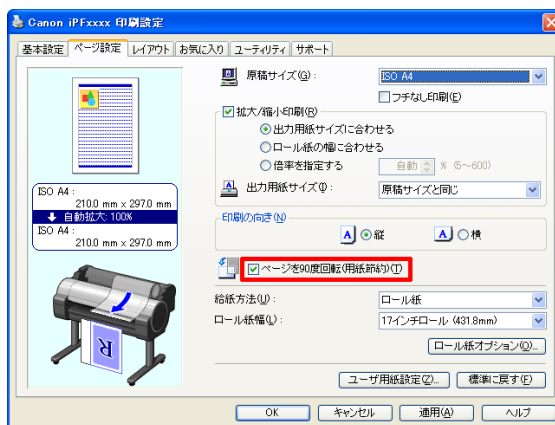 Canon iPFxxxx 印刷設定
基本設定 ページ設定 レイアウト お気に入り ユーティリティ サポート
原稿サイズ(G): ISO A4
フチなし印刷(E)
拡大/縮小印刷(R)
出力用紙サイズに合わせる
ロール紙の幅に合わせる
倍率を指定する 自動 % (5～600)
出力用紙サイズ(I): 原稿サイズと同じ
ISO A4 :
210.0 mm x 297.0 mm
自動拡大: 100%
ISO A4 :
210.0 mm x 297.0 mm
印刷の向き(N)
A 縦 A 横
ページを90度回転(用紙節約)(T)
給紙方法(U): ロール紙
ロール紙幅(L): 17インチロール (431.8mm)
R
ロール紙オプション(O)...
ユーザ用紙設定(Z)... 標準に戻す(F)
OK キャンセル 適用(A) ヘルプ